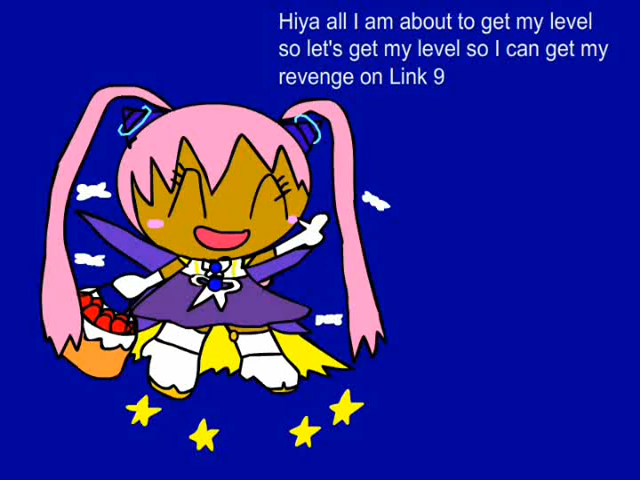 Hiya all I am about to get my level
so let's get my level so I can get my
revenge on Link 9